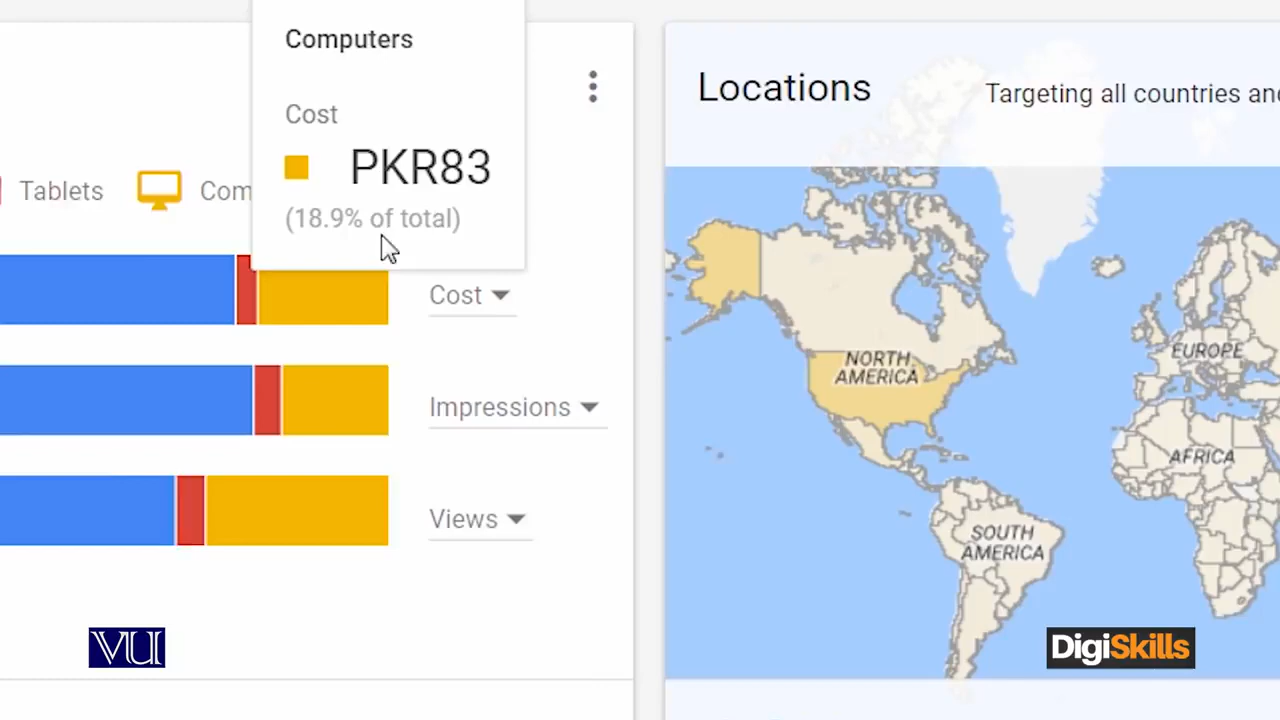 Computers
Cost
PKR83
(18.9% of total)
Tablets
Com
Cost
Impressions
Views
Locations
Targeting all countries an
NORTH
AMERICA
EUROPE
AFRICA
SOUTH
AMERICA
VU
DigiSkills